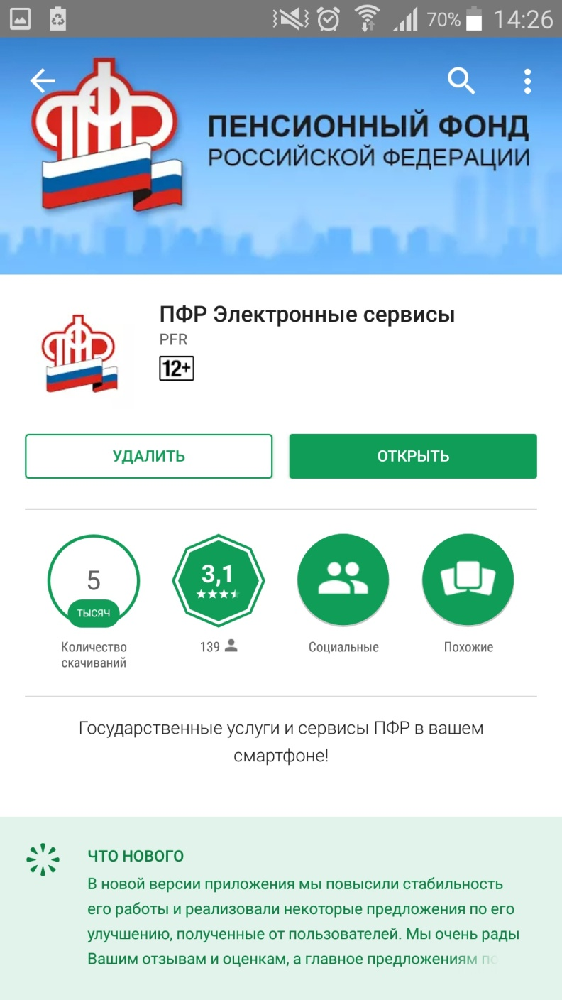 70% 14:26
ПЕНСИОННЫЙ ФОНД
РОССИЙСКОЙ ФЕДЕРАЦИИ
ПФР Электронные сервисы
PFR
12+
УДАЛИТЬ
ОТКРЫТЬ
5
ТЫСЯЧ
Количество
скачиваний
3,1
139
Социальные
Похожие
Государственные услуги и сервисы ПФР в вашем
смартфоне!
ЧТО НОВОГО
В новой версии приложения мы повысили стабильность
его работы и реализовали некоторые предложения по его
улучшению, полученные от пользователей. Мы очень рады
Вашим отзывам и оценкам, а главное предложениям по